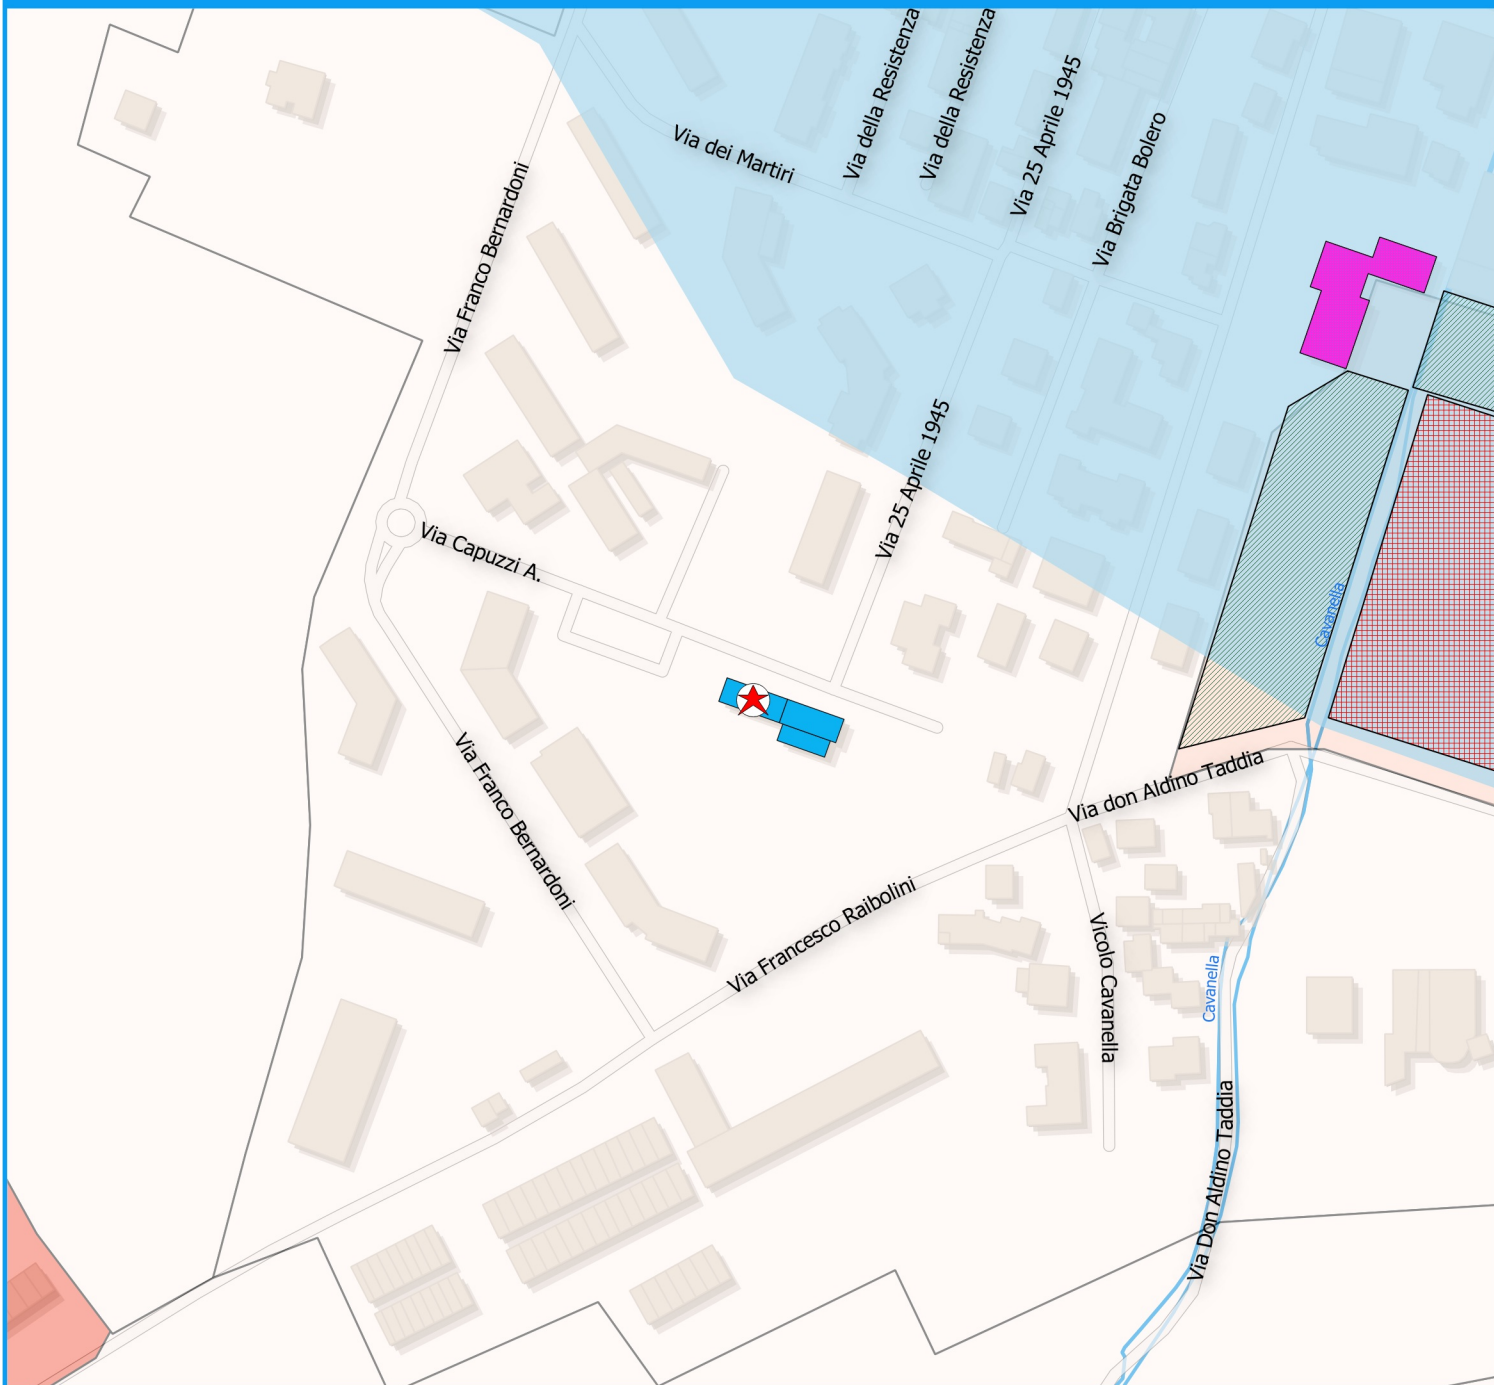 Via della Resistenza
Via della Resistenza
Via 25 Aprile 1945
Via dei Martiri
Via Brigata Bolero
Via Franco Bernardoni
Via 25 Aprile 1945
Via Capuzzi A.
Cavanella
Via Franco Bernardoni
Via don Aldino Taddia
Via Francesco Raibolini
Vicolo Cavanella
Cavanella
Via Don Aldino Taddia